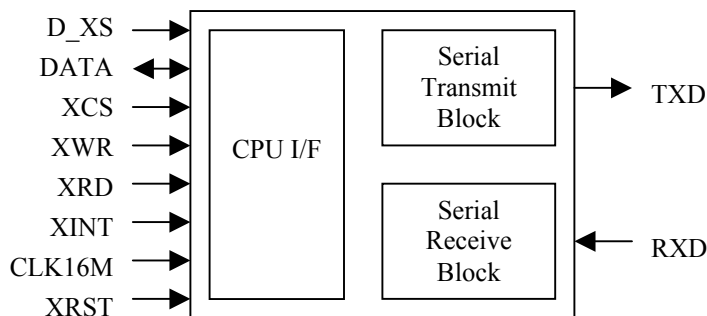 D_XS
DATA
XCS
XWR
XRD
XINT
CLK16M
XRST
CPU I/F
Serial
Transmit
Block
Serial
Receive
Block
TXD
RXD